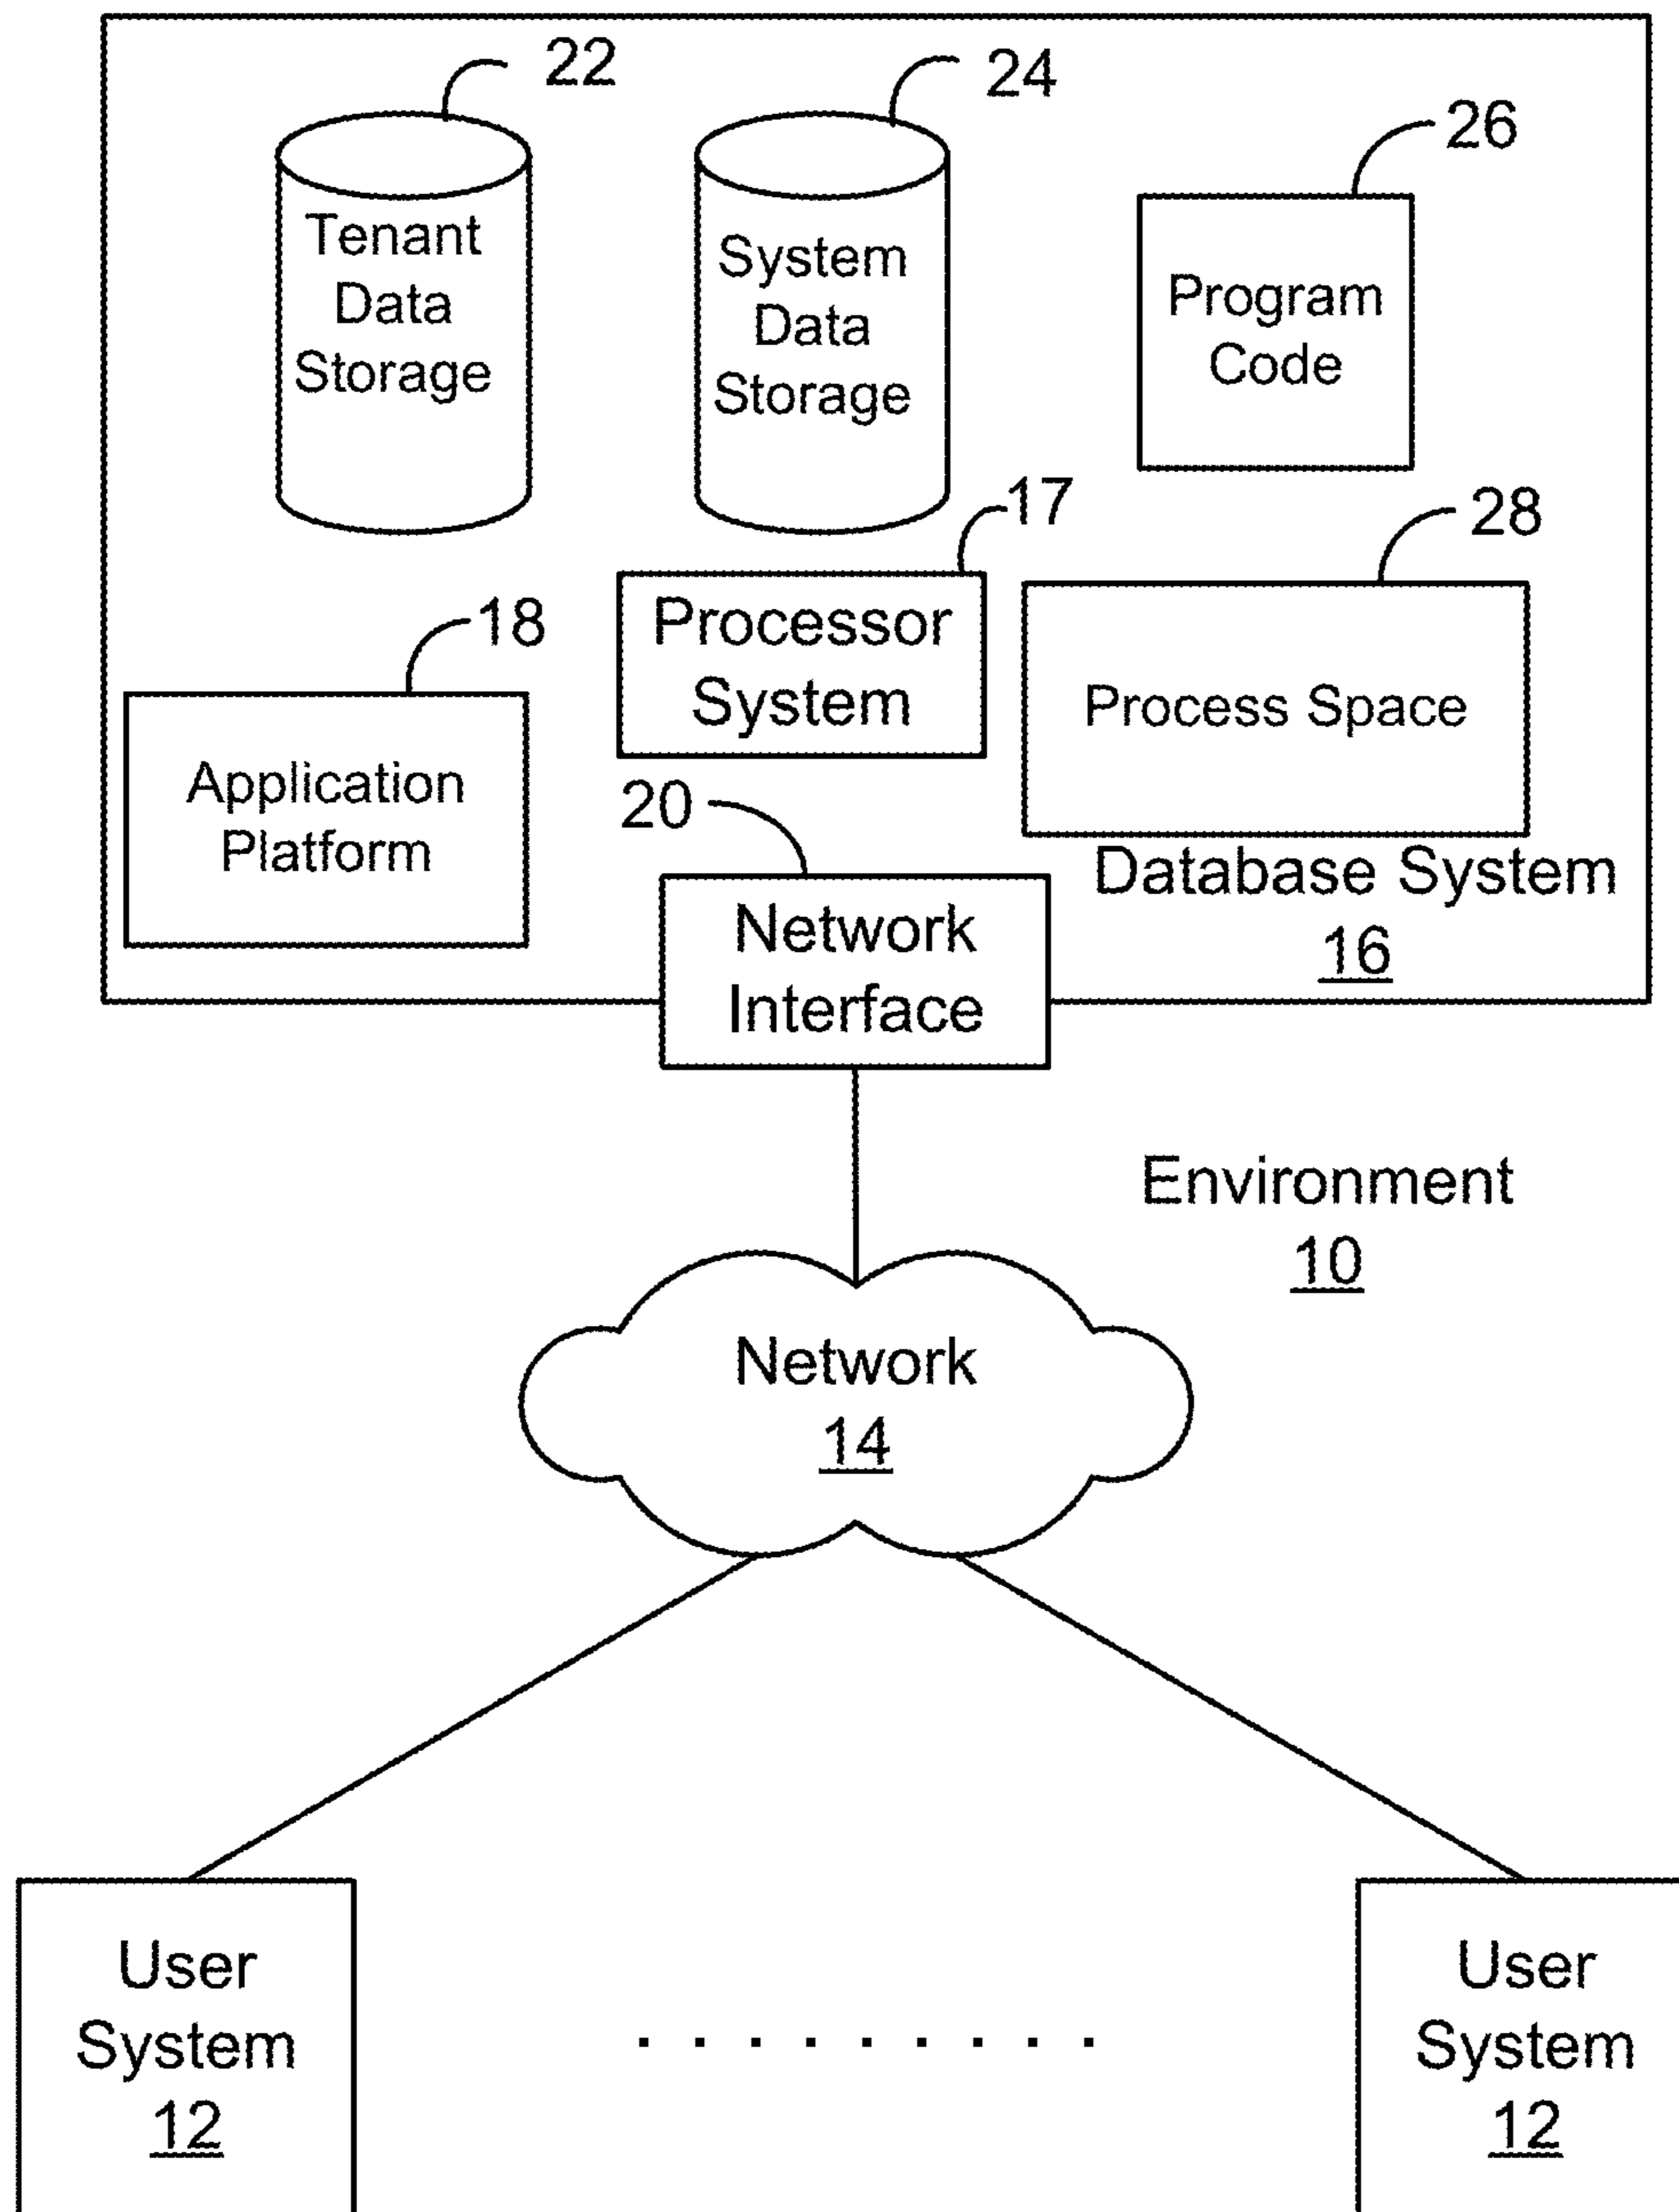 22
24
26
Tenant
Data
Storage
System
Data
Storage
Program
Code
17
28
18
Processor
System
Process Space
Application
Platform
20
Database System
16
Network
Interface
Environment
10
Network
14
User
System
12
. . . . . . . . .
User
System
12